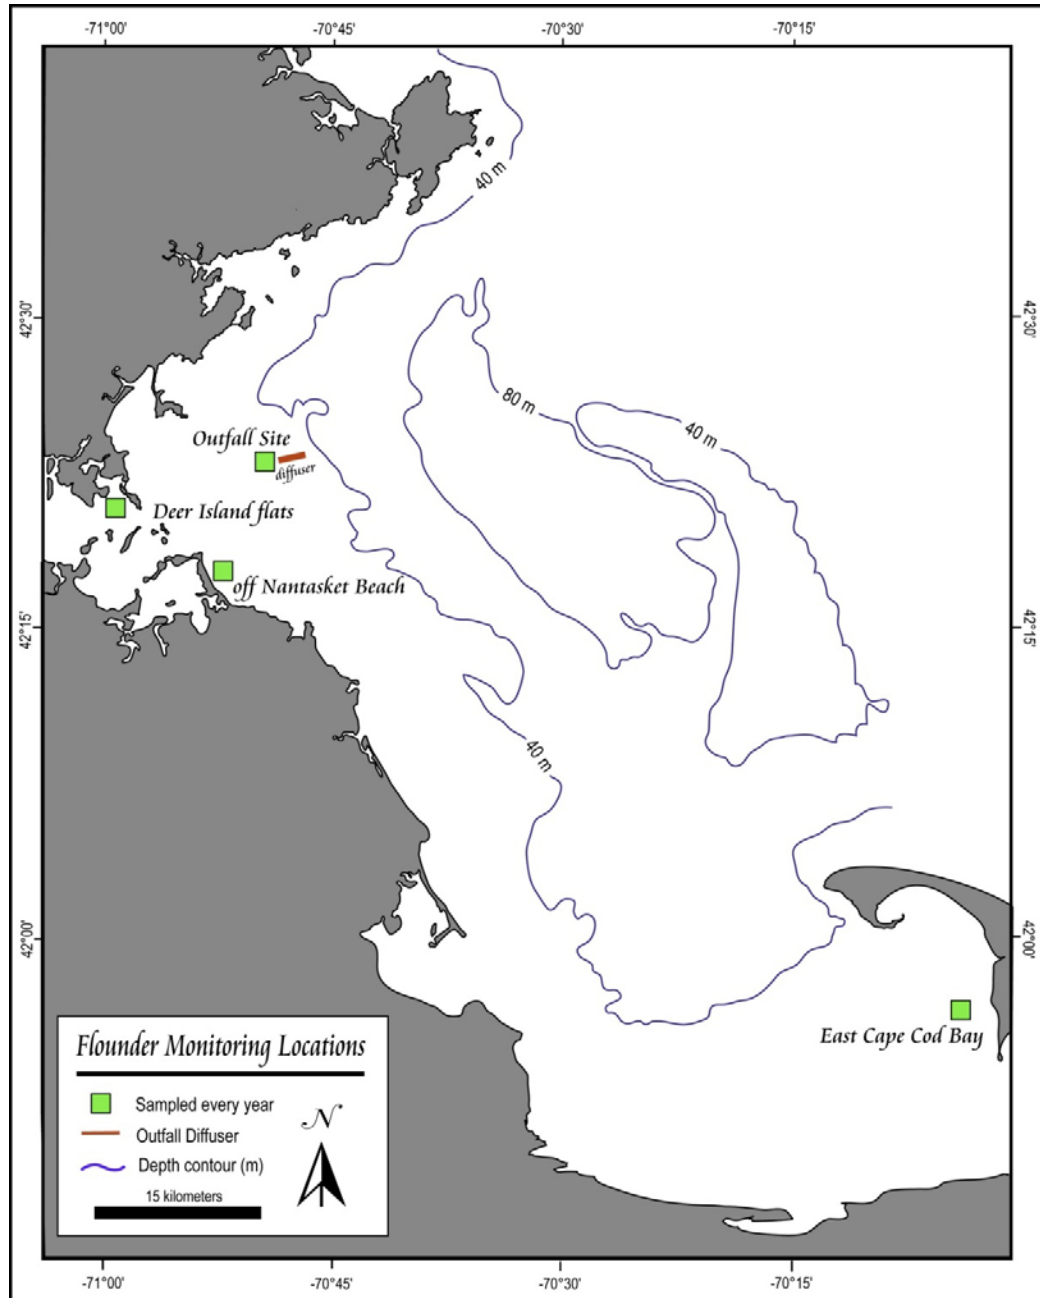 -71°00'
-70°45'
-70°30'
-70°15'
40 m
42°30'
42°30'
80 m
40 m
Outfall Site
diffuser
Deer Island flats
off Nantasket Beach
42°15'
42°15'
40 m
42°00'
42°00'
East Cape Cod Bay
Flounder Monitoring Locations
Sampled every year
N
Outfall Diffuser
Depth contour (m)
15 kilometers
-71°00'
-70°45'
-70°30'
-70°15'